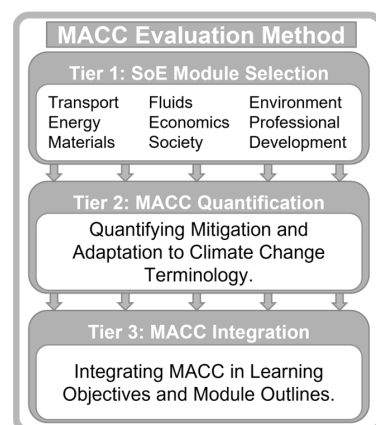 MACC Evaluation Method
Tier 1: SoE Module Selection
Transport Fluids Environment
Energy Economics Professional
Materials Society Development
Tier 2: MACC Quantification
Quantifying Mitigation and
Adaptation to Climate Change
Terminology.
Tier 3: MACC Integration
Integrating MACC in Learning
Objectives and Module Outlines.